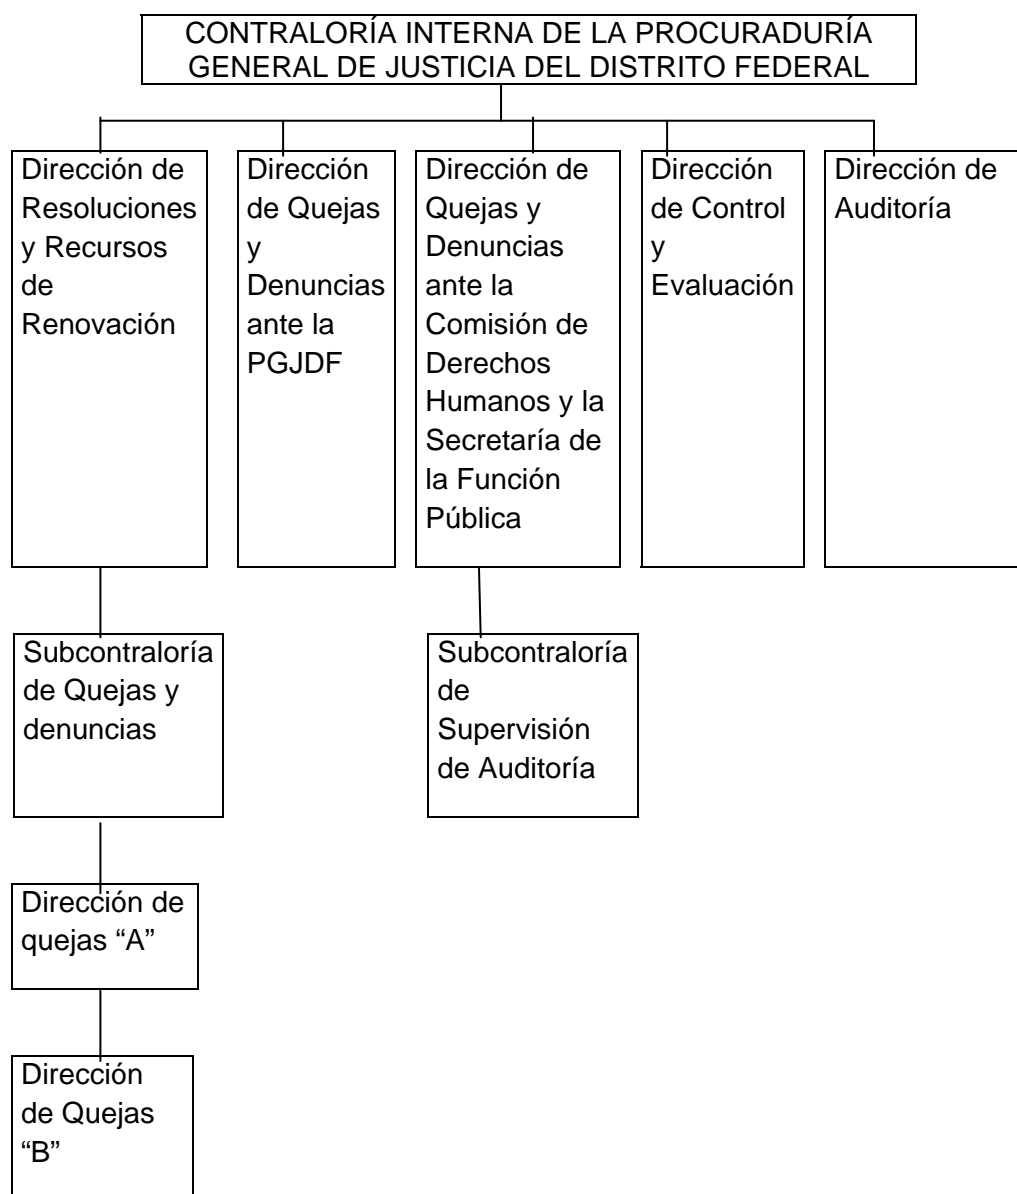 CONTRALORÍA INTERNA DE LA PROCURADURÍA
GENERAL DE JUSTICIA DEL DISTRITO FEDERAL
Dirección de
Resoluciones
y Recursos
de
Renovación
Dirección
de Quejas
y
Denuncias
ante la
PGJDF
Dirección de
Quejas y
Denuncias
ante la
Comisión de
Derechos
Humanos y la
Secretaría de
la Función
Pública
Dirección
de Control
y
Evaluación
Dirección de
Auditoría
Subcontraloría
de Quejas y
denuncias
Subcontraloría
de
Supervisión
de Auditoría
Dirección de
quejas “A”
Dirección
de Quejas
“B”